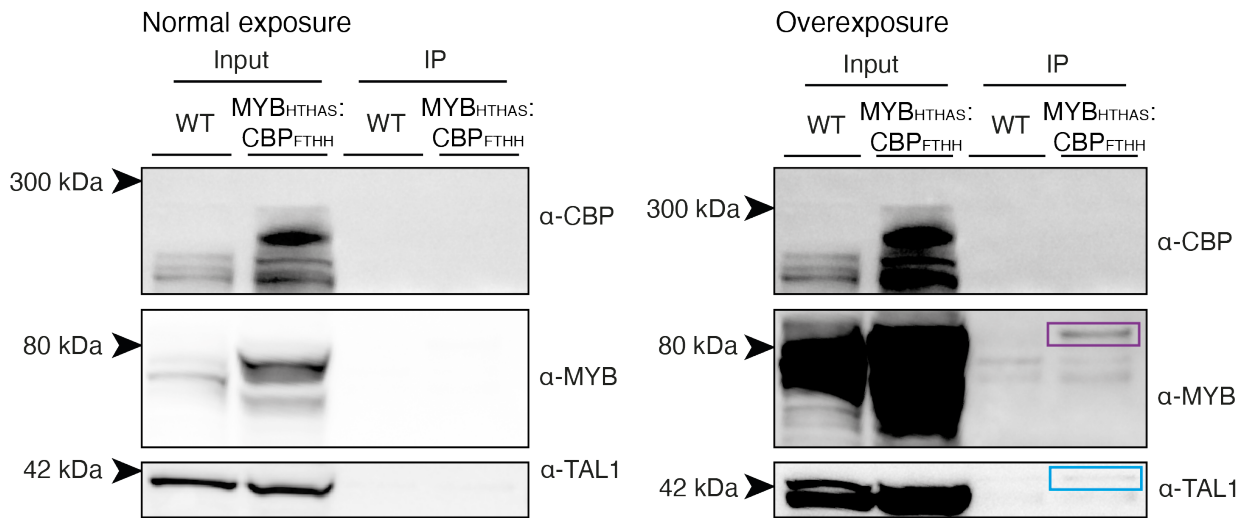 Normal exposure
Input IP
WT MYBHTHAS: CBPFTHH WT MYBHTHAS: CBPFTHH
300 kDa
α-CBP
80 kDa
α-MYB
42 kDa
α-TAL1
Overexposure
Input IP
WT MYBHTHAS: CBPFTHH WT MYBHTHAS: CBPFTHH
300 kDa
α-CBP
80 kDa
α-MYB
42 kDa
α-TAL1